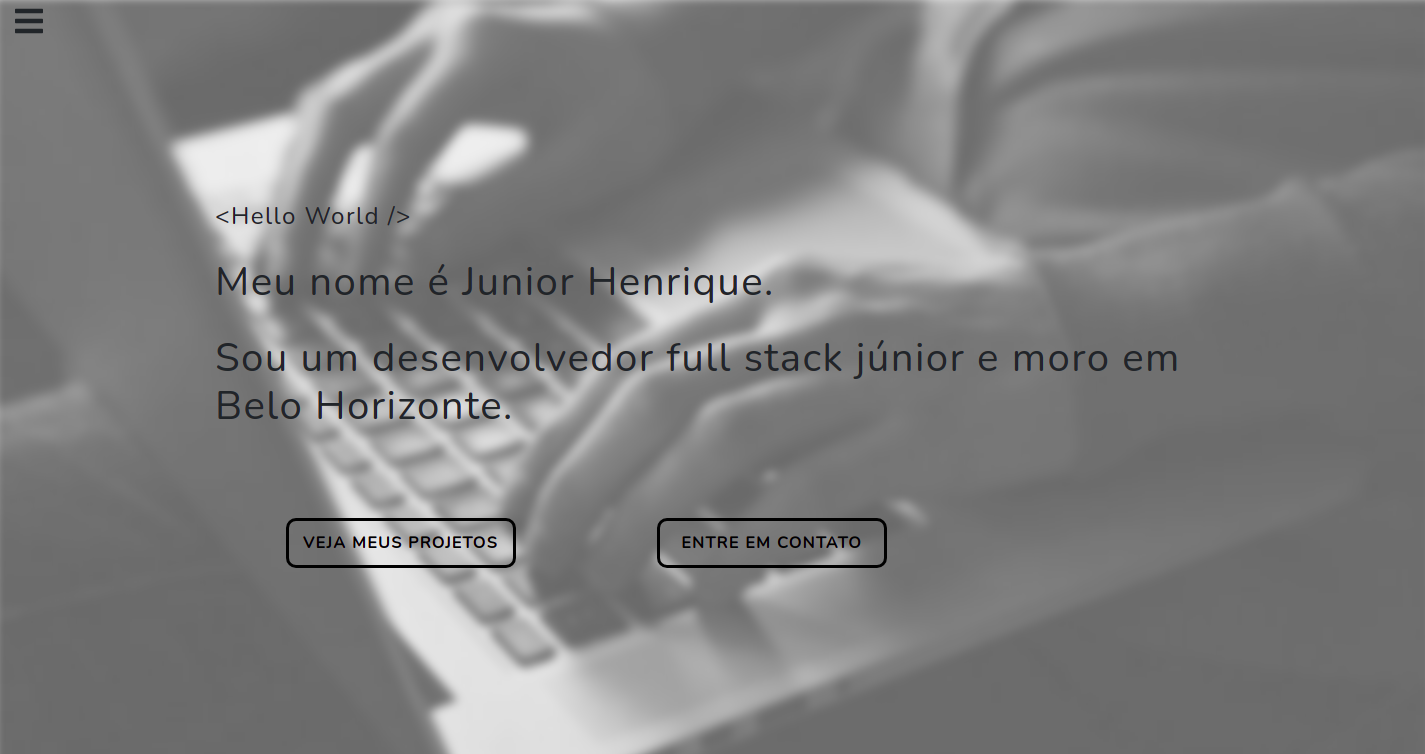 <Hello World />
Meu nome é Junior Henrique.
Sou um desenvolvedor full stack júnior e moro em
Belo Horizonte.
VEJA MEUS PROJETOS
ENTRE EM CONTATO